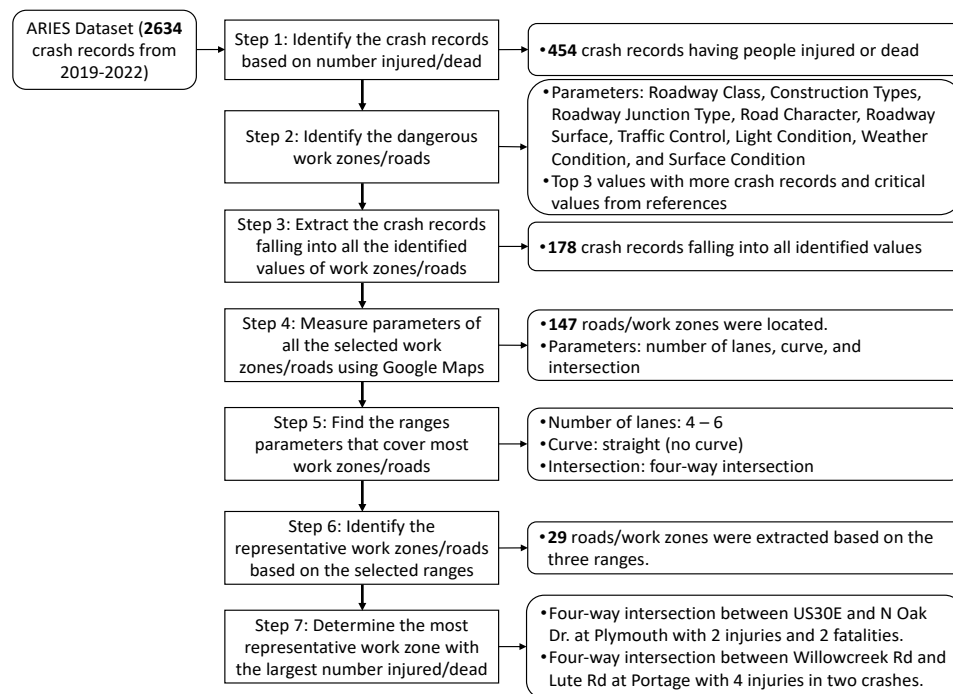 ARIES Dataset (2634
crash records from
2019-2022)
Step 1: Identify the crash records
based on number injured/dead
•454 crash records having people injured or dead
Step 2: Identify the dangerous
work zones/roads
•Parameters: Roadway Class, Construction Types,
Roadway Junction Type, Road Character, Roadway
Surface, Traffic Control, Light Condition, Weather
Condition, and Surface Condition
•Top 3 values with more crash records and critical
values from references
Step 3: Extract the crash records
falling into all the identified
values of work zones/roads
•178 crash records falling into all identified values
Step 4: Measure parameters of
all the selected work
zones/roads using Google Maps
•147 roads/work zones were located.
•Parameters: number of lanes, curve, and
intersection
Step 5: Find the ranges
parameters that cover most
work zones/roads
•Number of lanes: 4 – 6
•Curve: straight (no curve)
•Intersection: four-way intersection
Step 6: Identify the
representative work zones/roads
based on the selected ranges
•29 roads/work zones were extracted based on the
three ranges.
Step 7: Determine the most
representative work zone with
the largest number injured/dead
•Four-way intersection between US30E and N Oak
Dr. at Plymouth with 2 injuries and 2 fatalities.
•Four-way intersection between Willowcreek Rd and
Lute Rd at Portage with 4 injuries in two crashes.